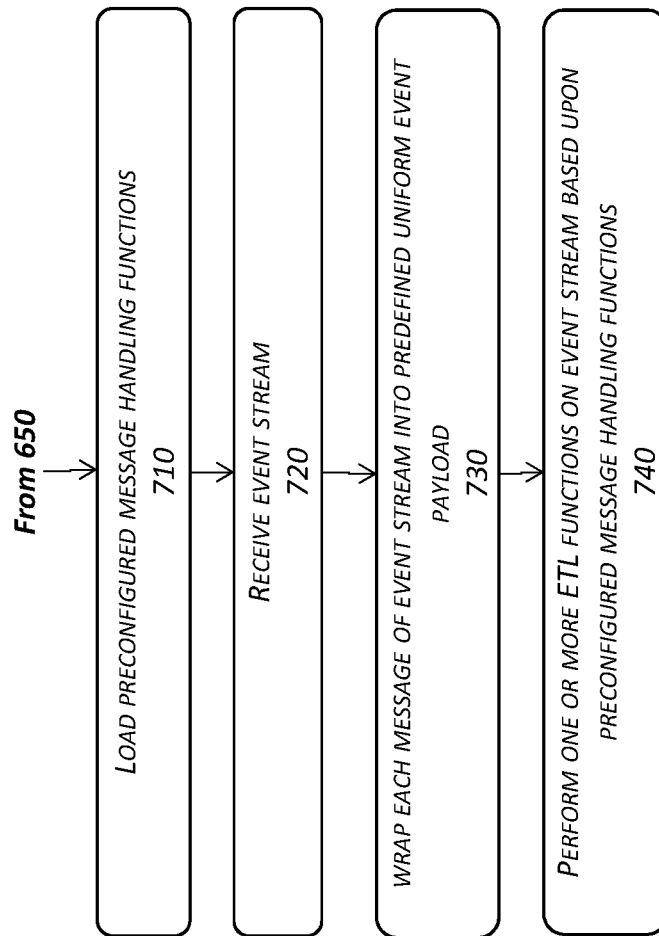 From 650
LOAD PRECONFIGURED MESSAGE HANDLING FUNCTIONS
710
RECEIVE EVENT STREAM
720
WRAP EACH MESSAGE OF EVENT STREAM INTO PREDEFINED UNIFORM EVENT
PAYLOAD
730
PERFORM ONE OR MORE ETL FUNCTIONS ON EVENT STREAM BASED UPON
PRECONFIGURED MESSAGE HANDLING FUNCTIONS
740